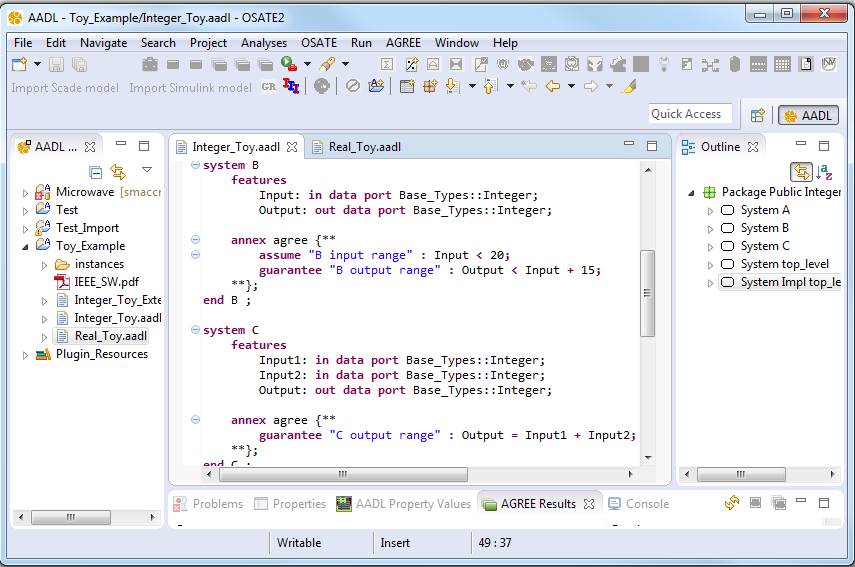 AADL - Toy_Example/Integer_Toy.aadl - OSATE2
File Edit Navigate Search Project Analyses OSATE Run AGREE Window Help
Import Scade model Import Simulink model GR
Quick Access
AADL
AADL ...
Microwave [smaccr
Test
Test_Import
Toy_Example
instances
IEEE_SW.pdf
Integer_Toy_Exte
Integer_Toy.aadl
Real_Toy.aadl
Plugin_Resources
Integer_Toy.aadl Real_Toy.aadl
system B
features
Input: in data port Base_Types::Integer;
Output: out data port Base_Types::Integer;
annex agree {**
assume "B input range" : Input < 20;
guarantee "B output range" : Output < Input + 15;
**};
end B ;
system C
features
Input1: in data port Base_Types::Integer;
Input2: in data port Base_Types::Integer;
Output: out data port Base_Types::Integer;
annex agree {**
guarantee "C output range" : Output = Input1 + Input2;
**};
end C ;
Outline
Package Public Integer
System A
System B
System C
System top_level
System Impl top_le
Problems Properties AADL Property Values AGREE Results Console
Writable Insert 49 : 37